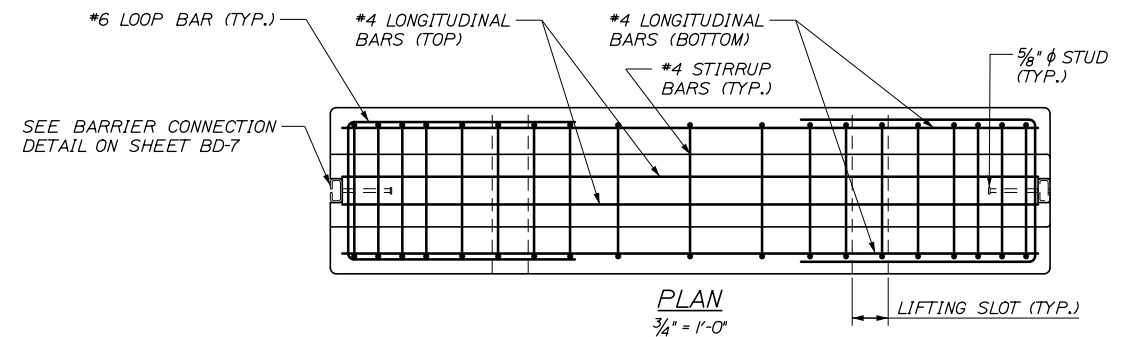 #6 LOOP BAR (TYP.)
#4 LONGITUDINAL
BARS (TOP)
#4 LONGITUDINAL
BARS (BOTTOM)
#4 STIRRUP
BARS (TYP.)
5/8" ϕ STUD
(TYP.)
SEE BARRIER CONNECTION
DETAIL ON SHEET BD-7
PLAN
3/4" = 1'-0"
LIFTING SLOT (TYP.)